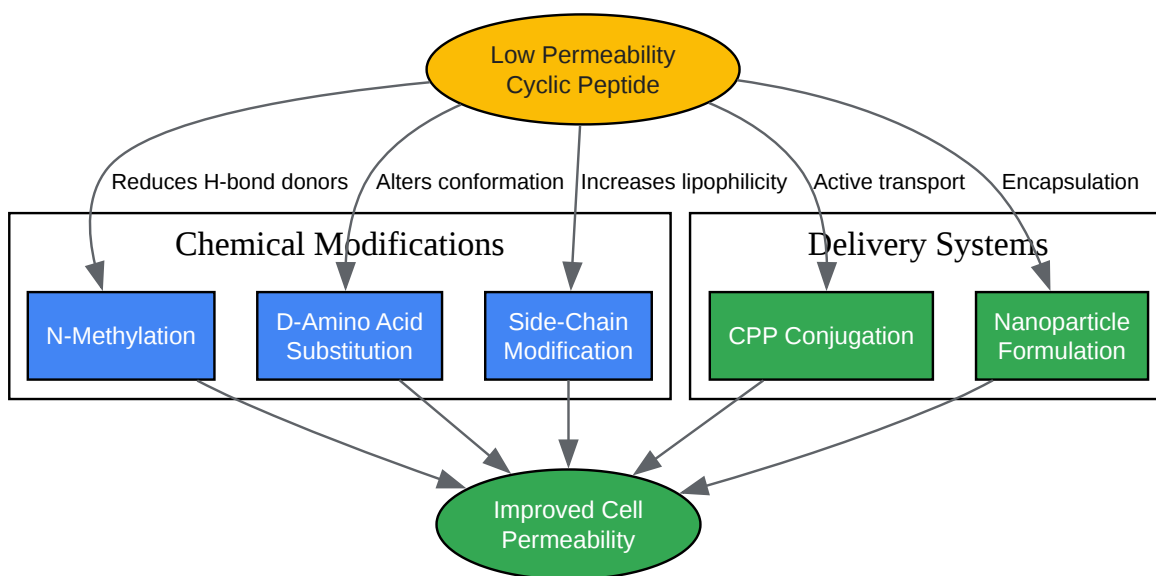 Low Permeability
Cyclic Peptide
Reduces H-bond donors
Alters conformation
Increases lipophilicity
Active transport
Encapsulation
Chemical Modifications
Delivery Systems
N-Methylation
D-Amino Acid
Substitution
Side-Chain
Modification
CPP Conjugation
Nanoparticle
Formulation
Improved Cell
Permeability